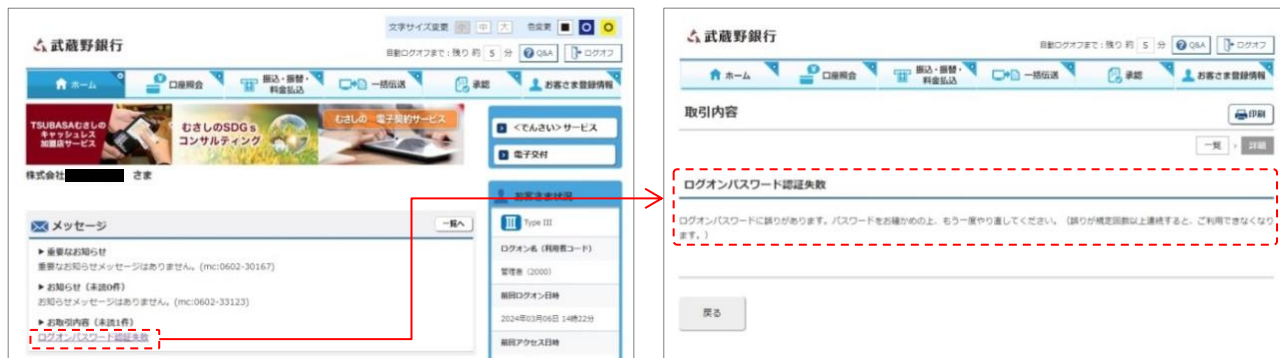 文字サイズ変更 小 中 大 色変更 ■ O O
武蔵野銀行
自動ログオフまで:残り約 5 分 Q&A ログオフ
ホーム 口座照会 振込・振替・料金払込 一括伝送 承認 お客さま登録情報
TSUBASAむさしの
キャッシュレス
加盟店サービス
むさしのSDGs
コンサルティング
むさしの 電子契約サービス
<でんさい>サービス
電子交付
株式会社 さま
お客さま状況
メッセージ 一覧へ
Type III
▶ 重要なお知らせ
重要なお知らせメッセージはありません。(mc:0602-30167)
ログオン名(利用者コード)
管理者(2000)
▶ お知らせ(未読0件)
お知らせメッセージはありません。(mc:0602-33123)
前回ログオン日時
▶ お取引内容(未読1件)
2024年03月06日 14時22分
ログオンパスワード認証失敗
前回アクセス日時
武蔵野銀行
自動ログオフまで:残り約 5 分 Q&A ログオフ
ホーム 口座照会 振込・振替・料金払込 一括伝送 承認 お客さま登録情報
取引内容 印刷
一覧 > 詳細
ログオンパスワード認証失敗
ログオンパスワードに誤りがあります。パスワードをお確かめの上、もう一度やり直してください。(誤りが規定回数以上連続すると、ご利用できなくなり
ます。)
戻る